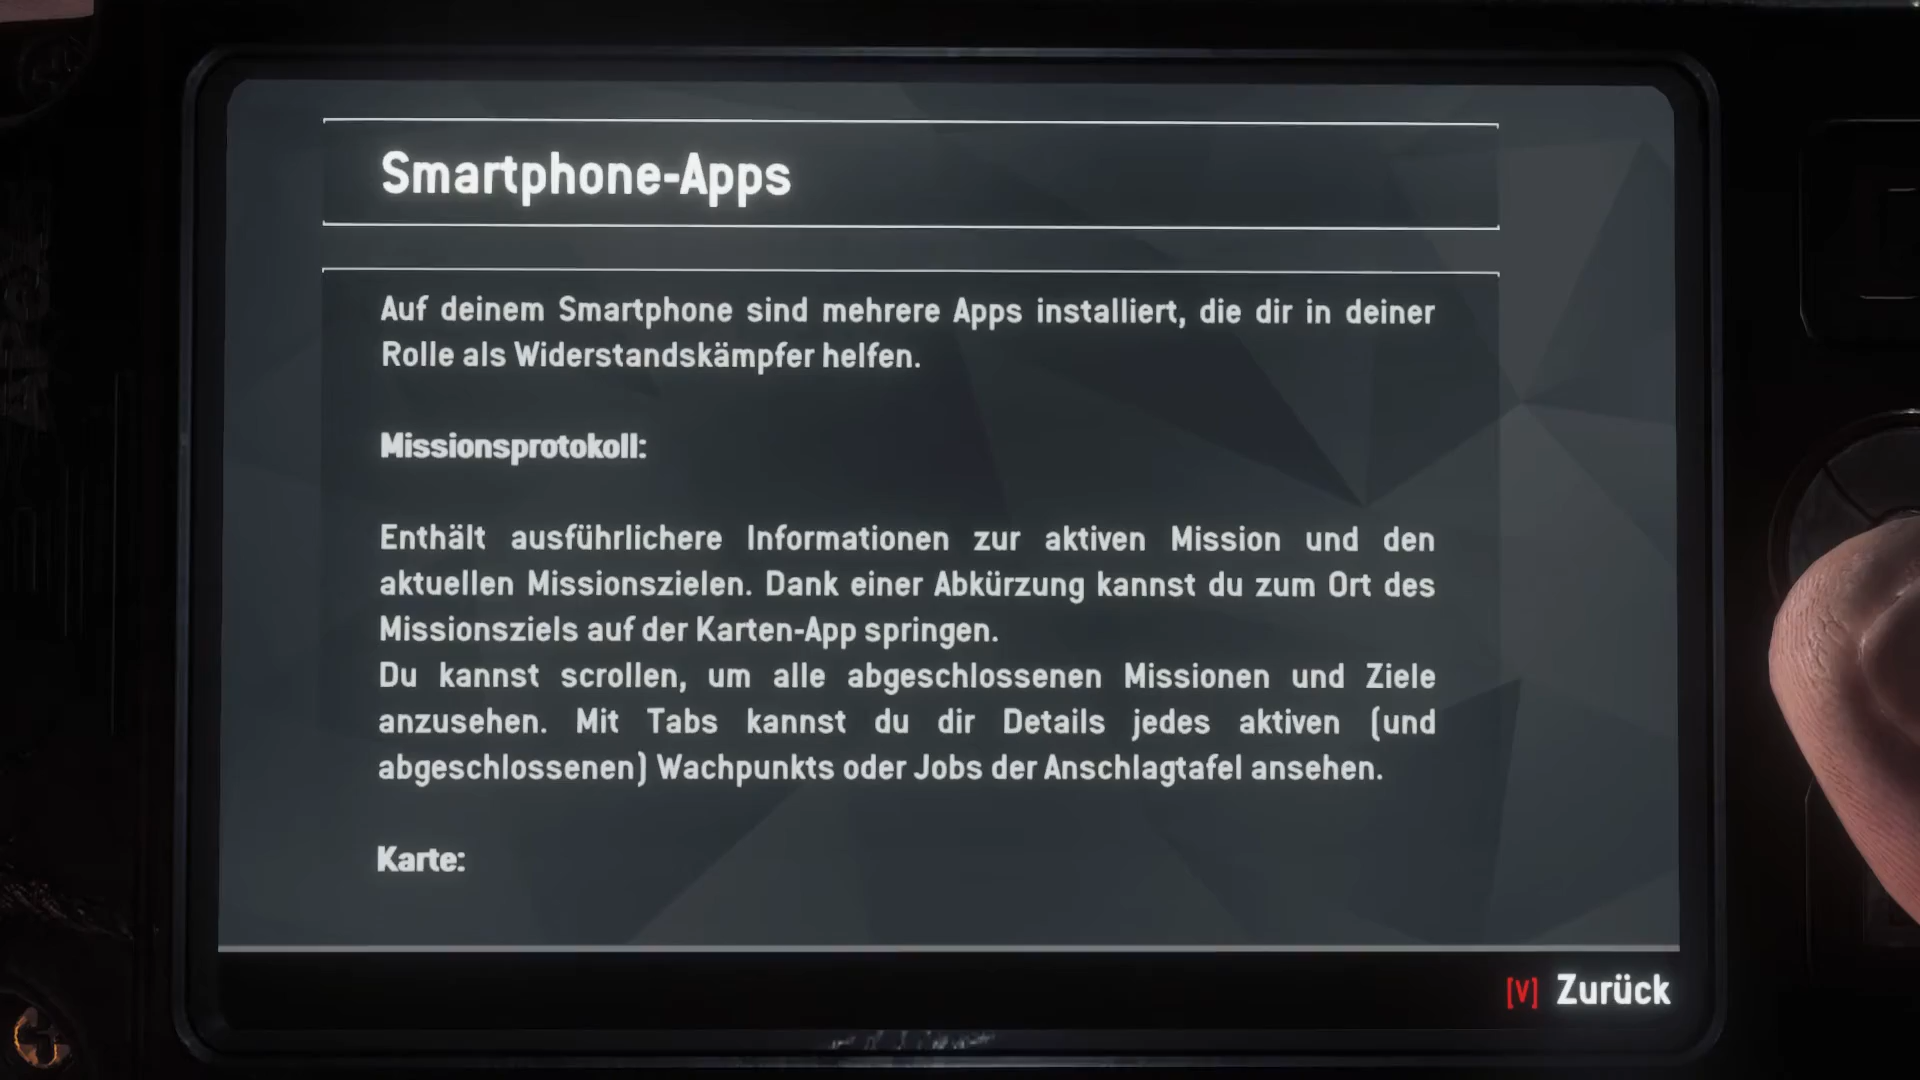 Smartphone-Apps
Auf deinem Smartphone sind mehrere Apps installiert, die dir in deiner
Rolle als Widerstandskämpfer helfen.
Missionsprotokoll:
Enthält ausführlichere Informationen zur aktiven Mission und den
aktuellen Missionszielen. Dank einer Abkürzung kannst du zum Ort des
Missionsziels auf der Karten-App springen.
Du kannst scrollen, um alle abgeschlossenen Missionen und Ziele
anzusehen. Mit Tabs kannst du dir Details jedes aktiven (und
abgeschlossenen) Wachpunkts oder Jobs der Anschlagtafel ansehen.
Karte:
[V] Zurück